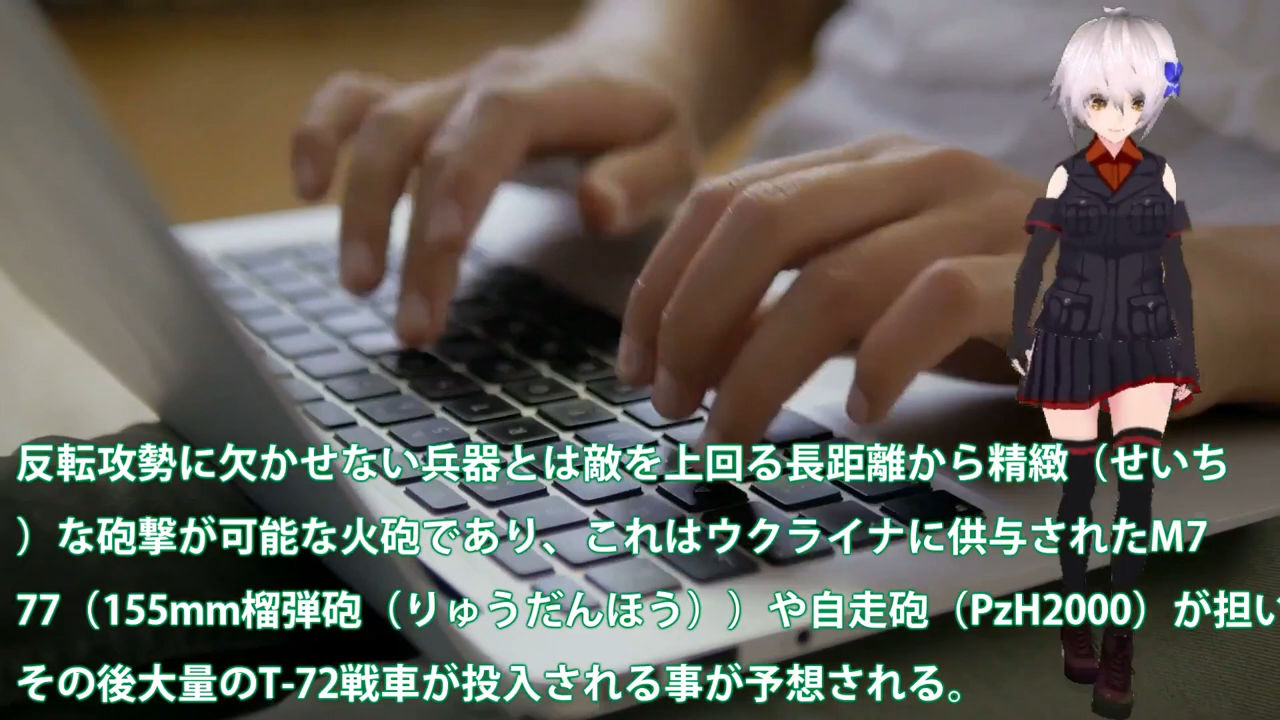 反転攻勢に欠かせない兵器とは敵を上回る長距離から精緻（せいち
）な砲撃が可能な火砲であり、これはウクライナに供与されたM7
77（155mm榴弾砲（りゅうだんほう））や自走砲（PzH2000）が担い
その後大量のT-72戦車が投入される事が予想される。